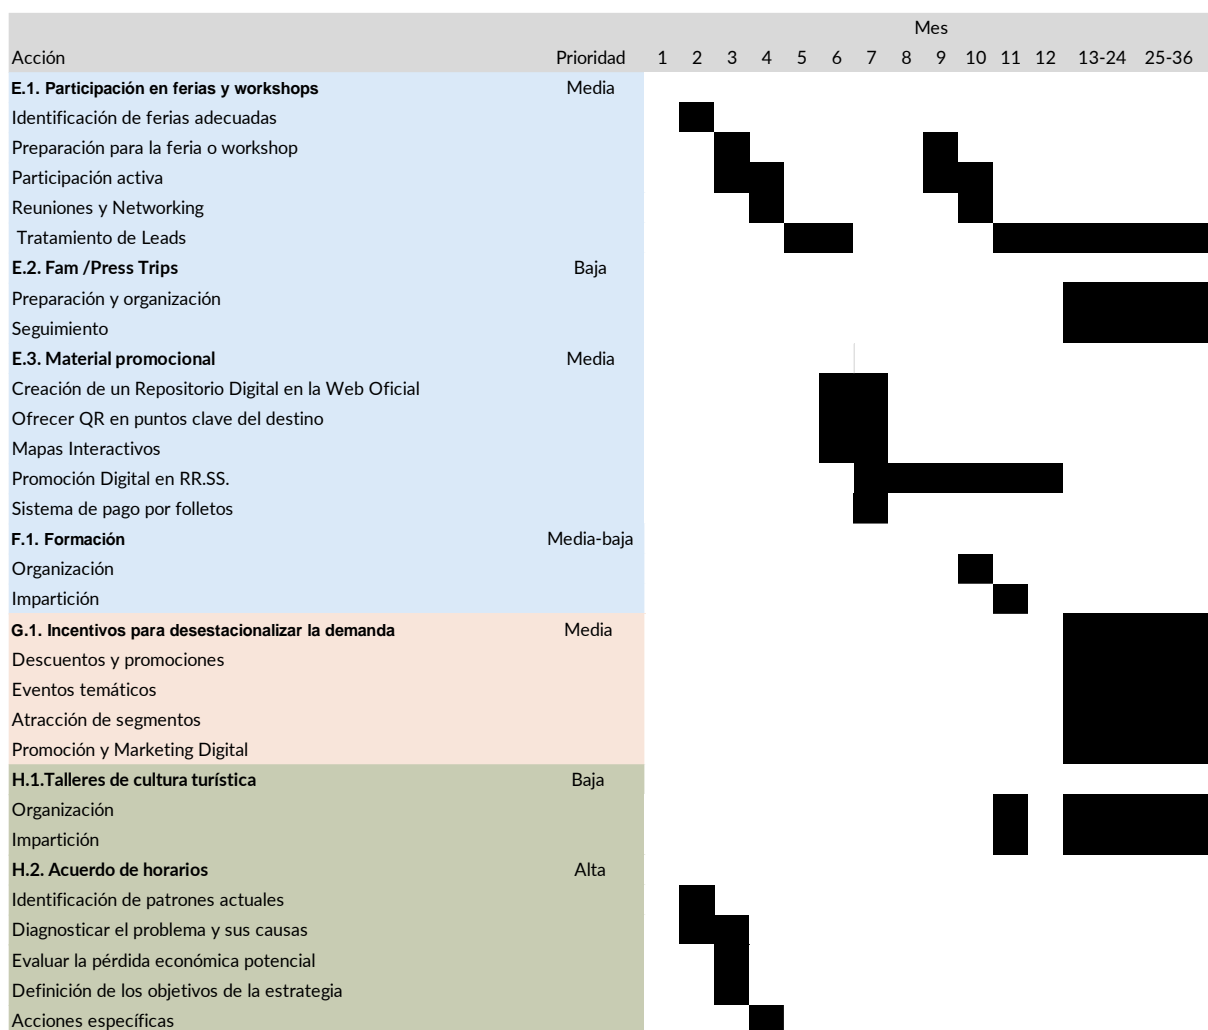 Mes
Acción Prioridad 1 2 3 4 5 6 7 8 9 10 11 12 13-24 25-36
E.1. Participación en ferias y workshops Media
Identificación de ferias adecuadas
Preparación para la feria o workshop
Participación activa
Reuniones y Networking
Tratamiento de Leads
E.2. Fam /Press Trips Baja
Preparación y organización
Seguimiento
E.3. Material promocional Media
Creación de un Repositorio Digital en la Web Oficial
Ofrecer QR en puntos clave del destino
Mapas Interactivos
Promoción Digital en RR.SS.
Sistema de pago por folletos
F.1. Formación Media-baja
Organización
Impartición
G.1. Incentivos para desestacionalizar la demanda Media
Descuentos y promociones
Eventos temáticos
Atracción de segmentos
Promoción y Marketing Digital
H.1.Talleres de cultura turística Baja
Organización
Impartición
H.2. Acuerdo de horarios Alta
Identificación de patrones actuales
Diagnosticar el problema y sus causas
Evaluar la pérdida económica potencial
Definición de los objetivos de la estrategia
Acciones específicas